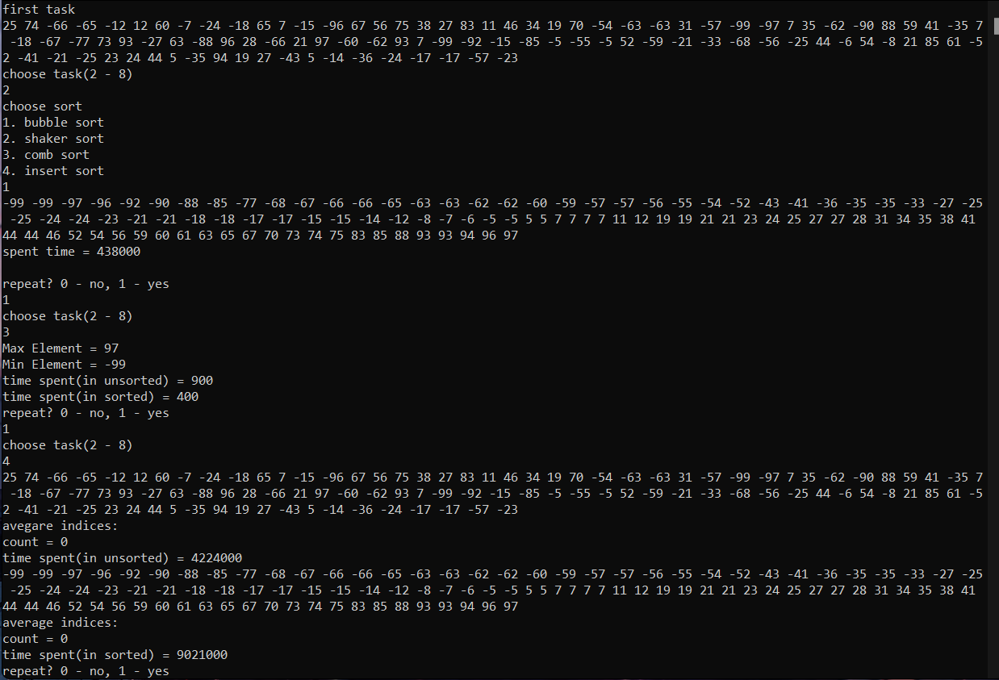 first task
25 74 -66 -65 -12 12 60 -7 -24 -18 65 7 -15 -96 67 56 75 38 27 83 11 46 34 19 70 -54 -63 -63 31 -57 -99 -97 7 35 -62 -90 88 59 41 -35 7
-18 -67 -77 73 93 -27 63 -88 96 28 -66 21 97 -60 -62 93 7 -99 -92 -15 -85 -5 -55 -5 52 -59 -21 -33 -68 -56 -25 44 -6 54 -8 21 85 61 -5
2 -41 -21 -25 23 24 44 5 -35 94 19 27 -43 5 -14 -36 -24 -17 -17 -57 -23
choose task(2 - 8)
2
choose sort
1. bubble sort
2. shaker sort
3. comb sort
4. insert sort
1
-99 -99 -97 -96 -92 -90 -88 -85 -77 -68 -67 -66 -66 -65 -63 -63 -62 -62 -60 -59 -57 -57 -56 -55 -54 -52 -43 -41 -36 -35 -35 -33 -27 -25
-25 -24 -24 -23 -21 -21 -18 -18 -17 -17 -15 -15 -14 -12 -8 -7 -6 -5 -5 5 5 7 7 7 7 11 12 19 19 21 21 23 24 25 27 27 28 31 34 35 38 41
44 44 46 52 54 56 59 60 61 63 65 67 70 73 74 75 83 85 88 93 93 94 96 97
spent time = 438000
repeat? 0 - no, 1 - yes
1
choose task(2 - 8)
3
Max Element = 97
Min Element = -99
time spent(in unsorted) = 900
time spent(in sorted) = 400
repeat? 0 - no, 1 - yes
1
choose task(2 - 8)
4
25 74 -66 -65 -12 12 60 -7 -24 -18 65 7 -15 -96 67 56 75 38 27 83 11 46 34 19 70 -54 -63 -63 31 -57 -99 -97 7 35 -62 -90 88 59 41 -35 7
-18 -67 -77 73 93 -27 63 -88 96 28 -66 21 97 -60 -62 93 7 -99 -92 -15 -85 -5 -55 -5 52 -59 -21 -33 -68 -56 -25 44 -6 54 -8 21 85 61 -5
2 -41 -21 -25 23 24 44 5 -35 94 19 27 -43 5 -14 -36 -24 -17 -17 -57 -23
avegare indices:
count = 0
time spent(in unsorted) = 4224000
-99 -99 -97 -96 -92 -90 -88 -85 -77 -68 -67 -66 -66 -65 -63 -63 -62 -62 -60 -59 -57 -57 -56 -55 -54 -52 -43 -41 -36 -35 -35 -33 -27 -25
-25 -24 -24 -23 -21 -21 -18 -18 -17 -17 -15 -15 -14 -12 -8 -7 -6 -5 -5 5 5 7 7 7 7 11 12 19 19 21 21 23 24 25 27 27 28 31 34 35 38 41
44 44 46 52 54 56 59 60 61 63 65 67 70 73 74 75 83 85 88 93 93 94 96 97
average indices:
count = 0
time spent(in sorted) = 9021000
repeat? 0 - no, 1 - yes